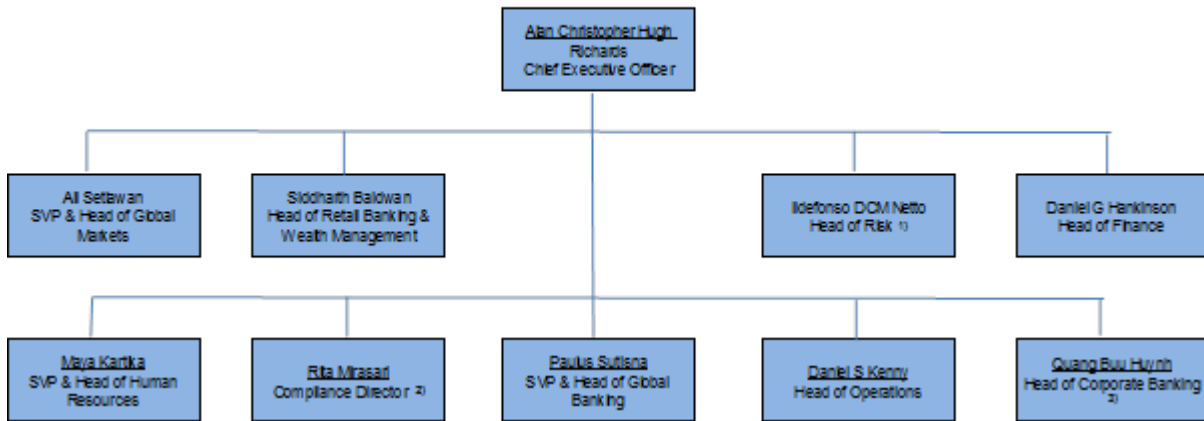 Alan Christopher Hugh
Richards
Chief Executive Officer
Ali Setiawan
SVP & Head of Global
Markets
Siddharth Baldwan
Head of Retail Banking &
Wealth Management
Ildefonso DCM Netto
Head of Risk 1)
Daniel G Hankinson
Head of Finance
Maya Kartika
SVP & Head of Human
Resources
Rita Mirasari
Compliance Director 2)
Paulus Sutisna
SVP & Head of Global
Banking
Daniel S Kenny
Head of Operations
Quang Buu Huynh
Head of Corporate Banking